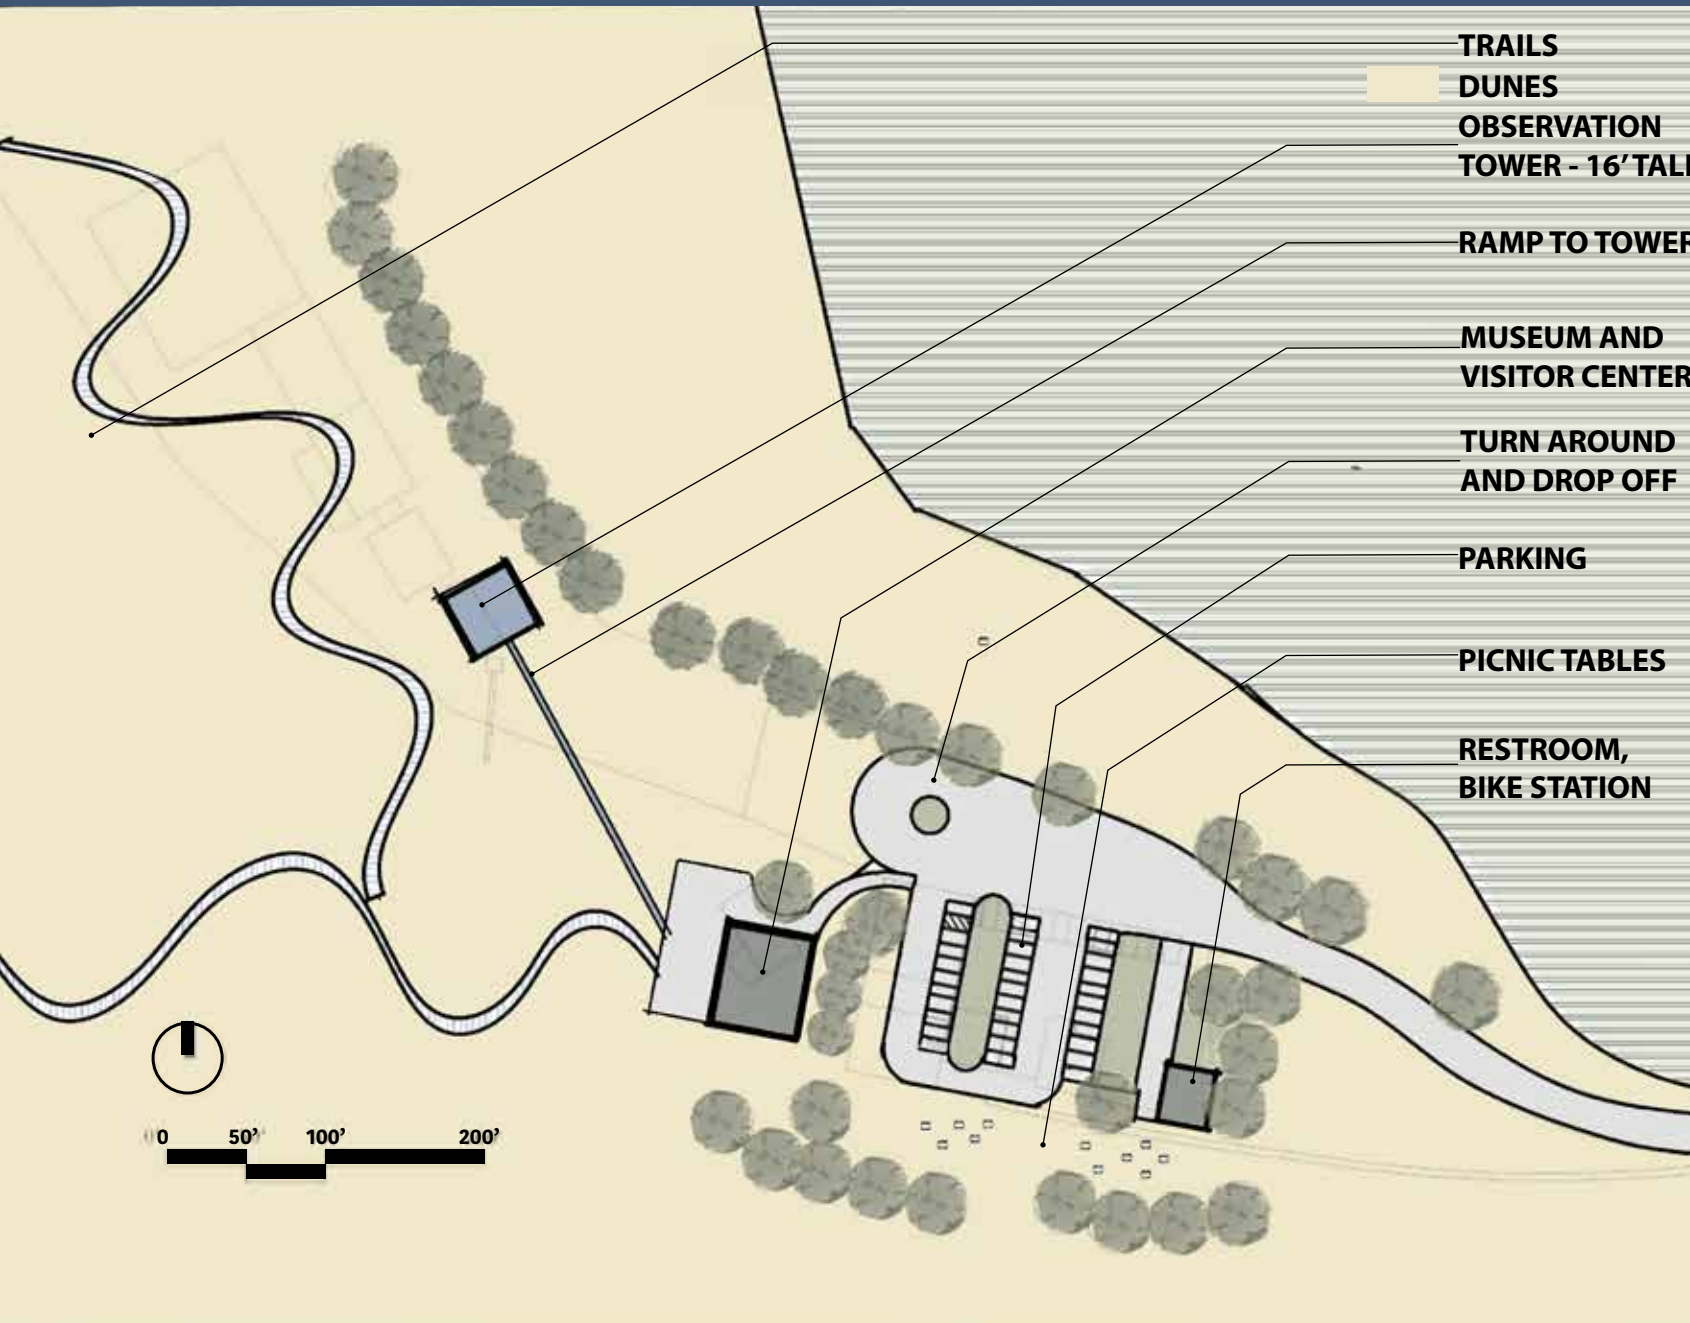 TRAILS
DUNES
OBSERVATION
TOWER - 16' TALL
RAMP TO TOWER
MUSEUM AND
VISITOR CENTER
TURN AROUND
AND DROP OFF
PARKING
PICNIC TABLES
RESTROOM,
BIKE STATION
0 50' 100' 200'